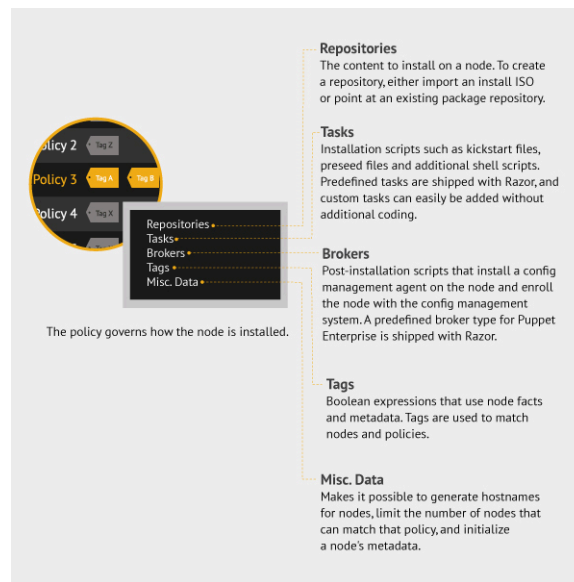 Policy 2 Tag Z
Policy 3 Tag A Tag B
Policy 4 Tag X
Repositories
Tasks
Brokers
Tags
Misc. Data
The policy governs how the node is installed.
Repositories
The content to install on a node. To create
a repository, either import an install ISO
or point at an existing package repository.
Tasks
Installation scripts such as kickstart files,
preseed files and additional shell scripts.
Predefined tasks are shipped with Razor, and
custom tasks can easily be added without
additional coding.
Brokers
Post-installation scripts that install a config
management agent on the node and enroll
the node with the config management
system. A predefined broker type for Puppet
Enterprise is shipped with Razor.
Tags
Boolean expressions that use node facts
and metadata. Tags are used to match
nodes and policies.
Misc. Data
Makes it possible to generate hostnames
for nodes, limit the number of nodes that
can match that policy, and initialize
a node's metadata.